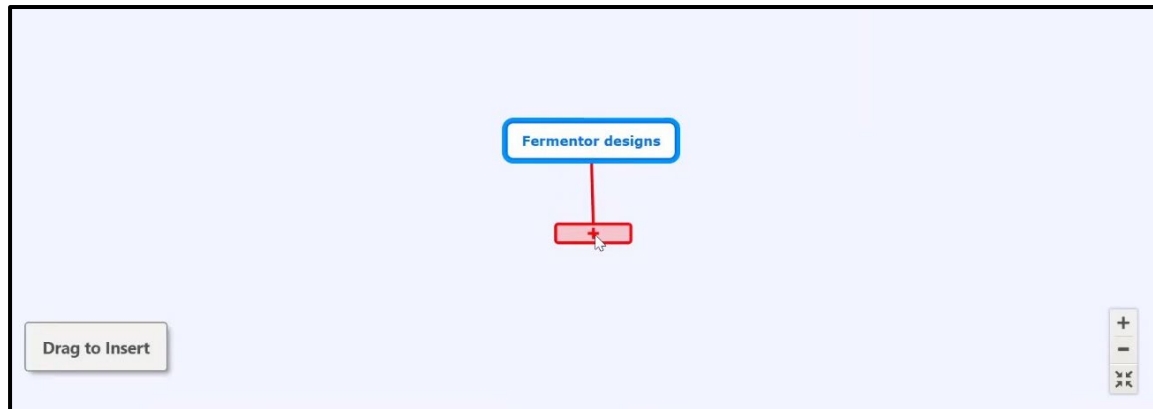 Fermentor designs
+
Drag to Insert
+
−